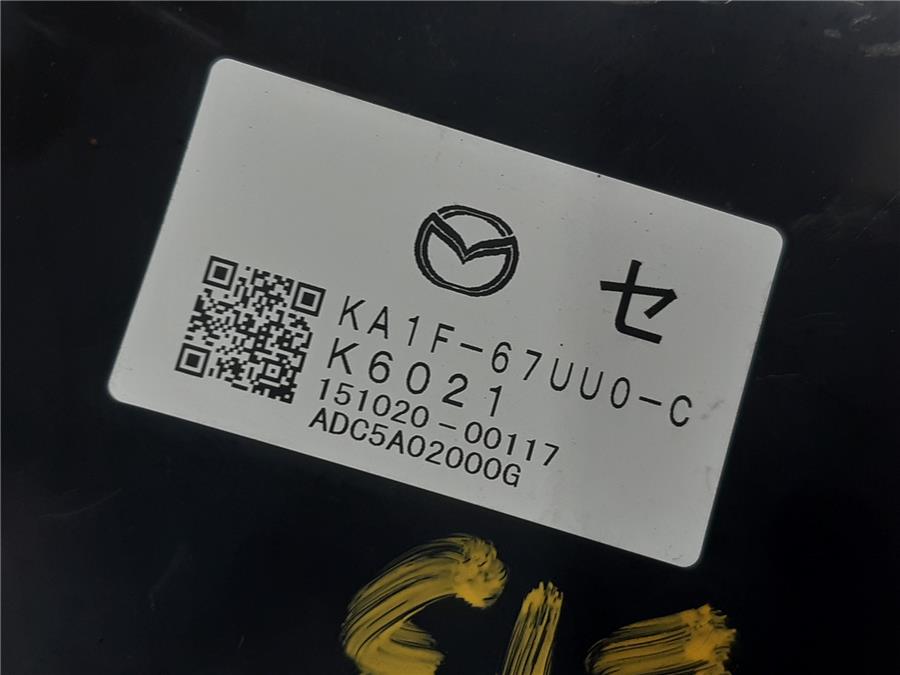 セ
KA1F-67UU0-C
K6021
151020-00117
ADC5A02000G